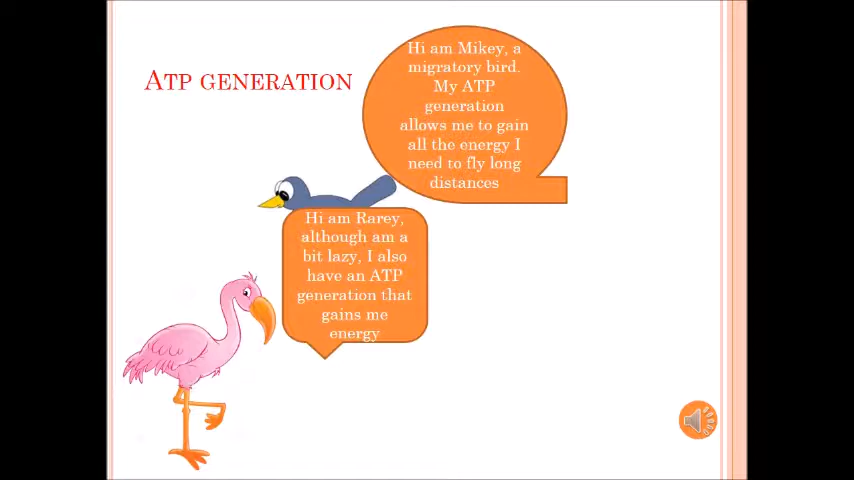 ATP GENERATION
Hi am Mikey, a
migratory bird.
My ATP
generation
allows me to gain
all the energy I
need to fly long
distances
Hi am Rarey,
although am a
bit lazy, I also
have an ATP
generation that
gains me
energy